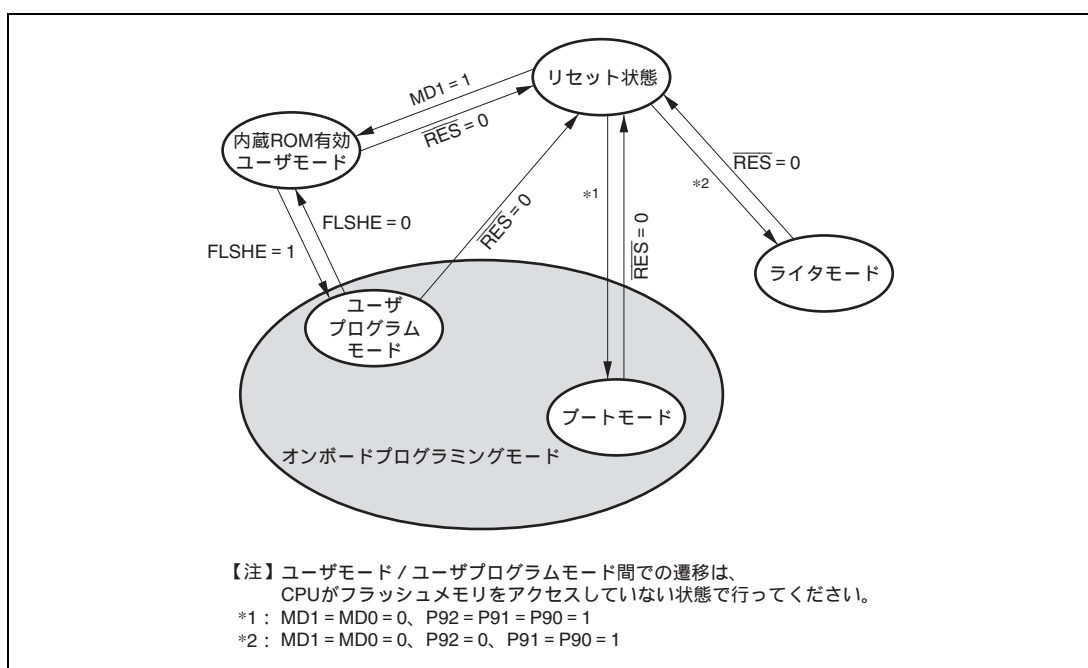 リセット状態
MD1 = 1
RES = 0
内蔵ROM有効
ユーザモード
RES = 0
*1
RES = 0
*2
RES = 0
ライタモード
FLSHE = 0
FLSHE = 1
ユーザ
プログラム
モード
ブートモード
オンボードプログラミングモード
【注】ユーザモード / ユーザプログラムモード間での遷移は、
CPUがフラッシュメモリをアクセスしていない状態で行ってください。
*1 : MD1 = MD0 = 0、P92 = P91 = P90 = 1
*2 : MD1 = MD0 = 0、P92 = 0、P91 = P90 = 1